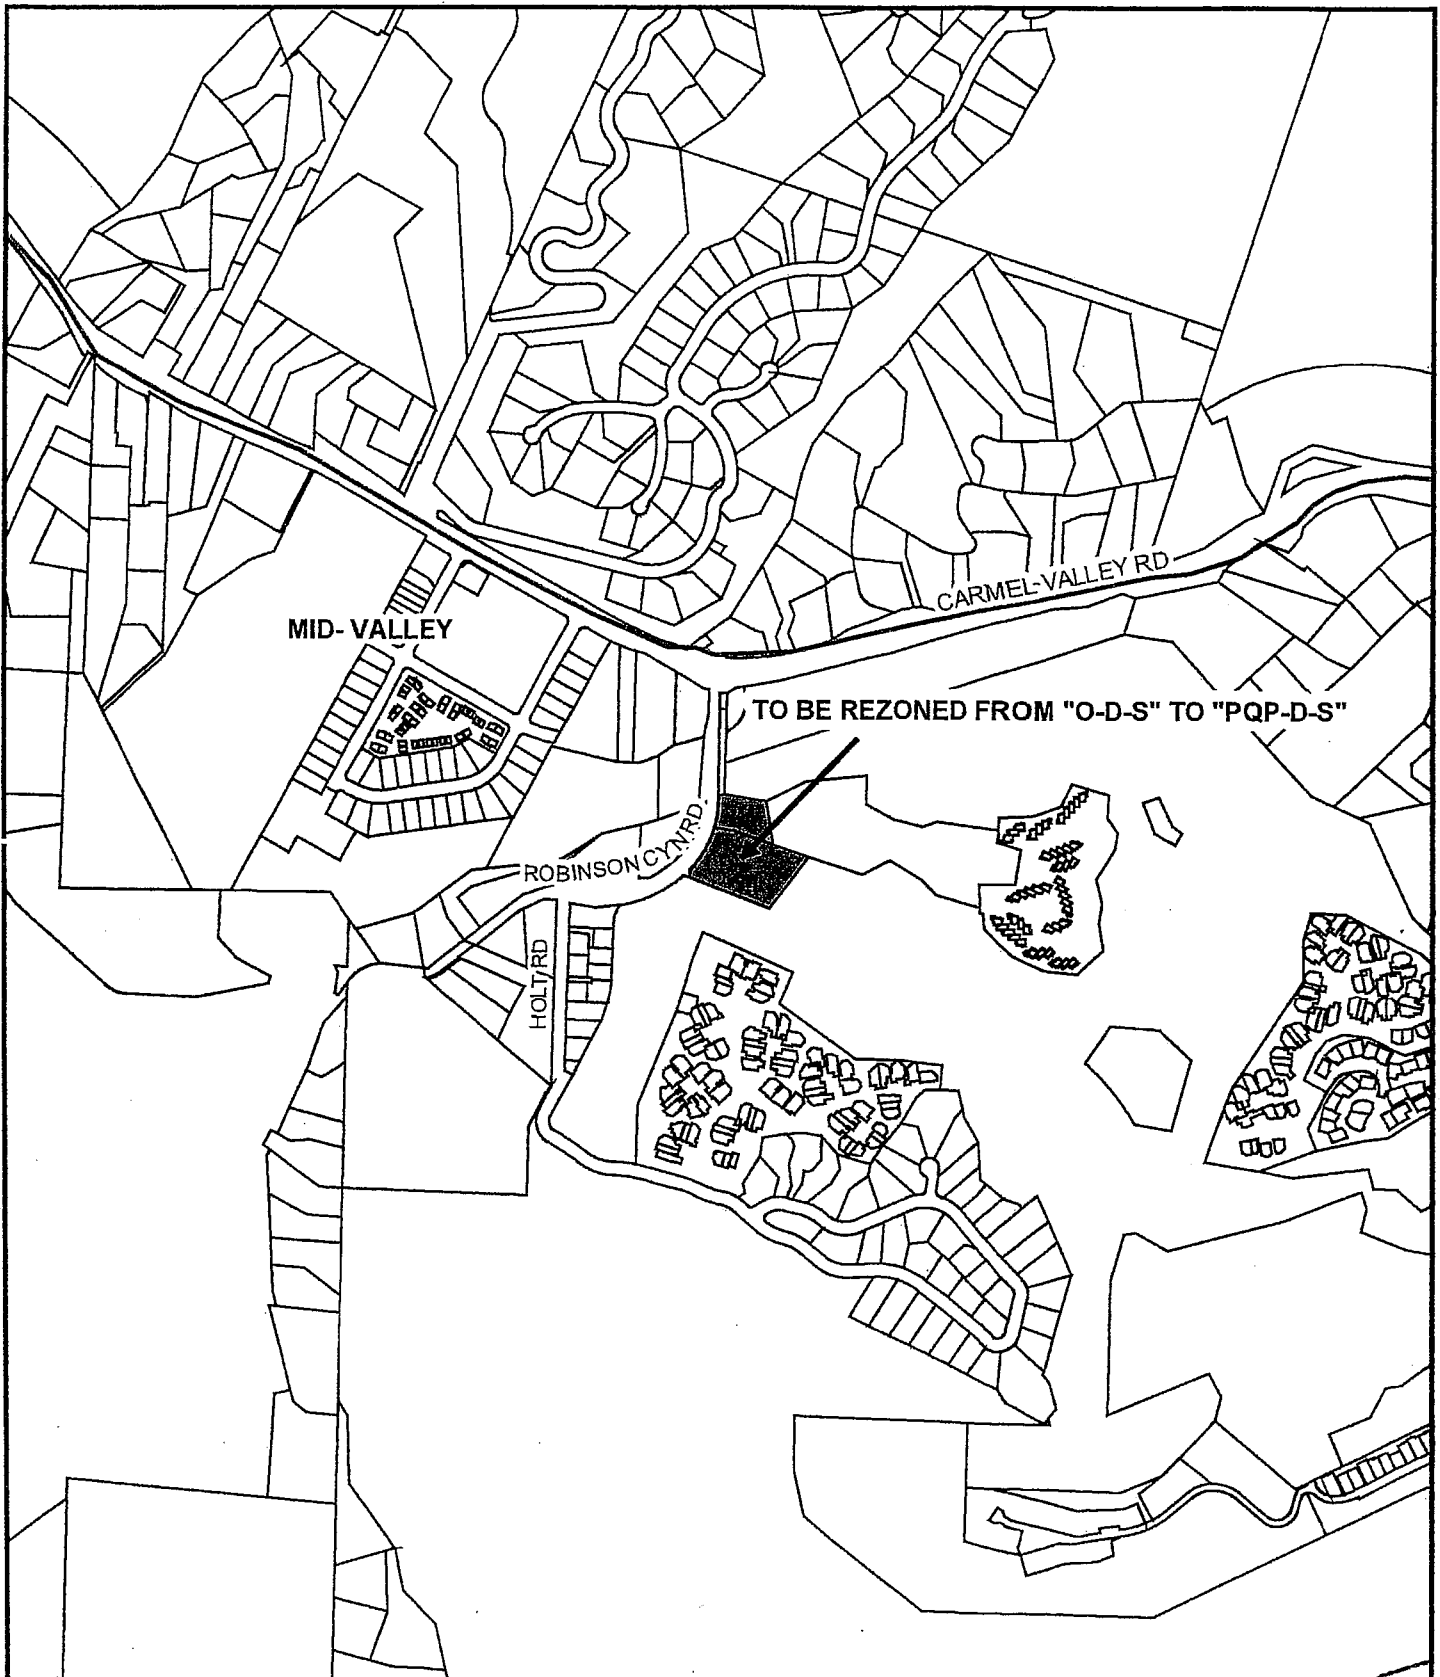 CARMEL-VALLEY RD
MID-VALLEY
TO BE REZONED FROM "O-D-S" TO "PQP-D-S"
ROBINSON CYN RD
HOLT RD